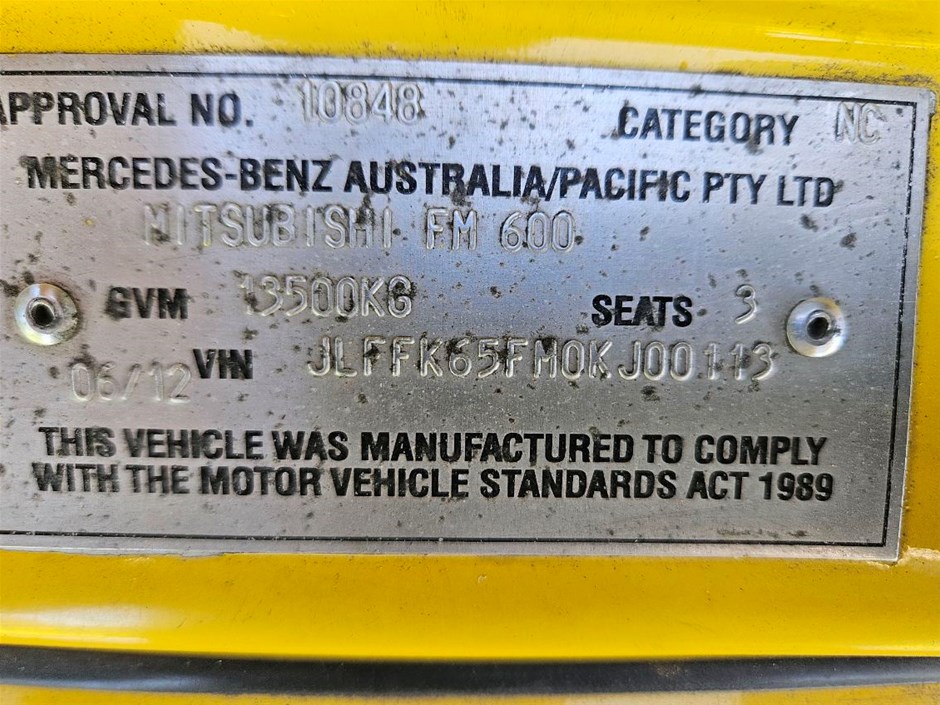 APPROVAL NO. 10848 CATEGORY NC
MERCEDES-BENZ AUSTRALIA/PACIFIC PTY LTD
MITSUBISHI FM 600
GVM 13500KG SEATS 3
06/12 VIN JLFFK65FM0KJ00113
THIS VEHICLE WAS MANUFACTURED TO COMPLY
WITH THE MOTOR VEHICLE STANDARDS ACT 1989